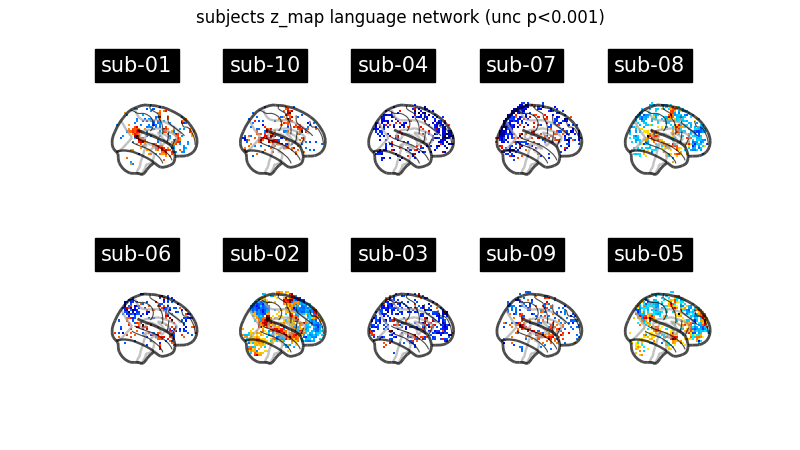 subjects z_map language network (unc p<0.001)
sub-01
sub-10
sub-04
sub-07
sub-08
sub-06
sub-02
sub-03
sub-09
sub-05